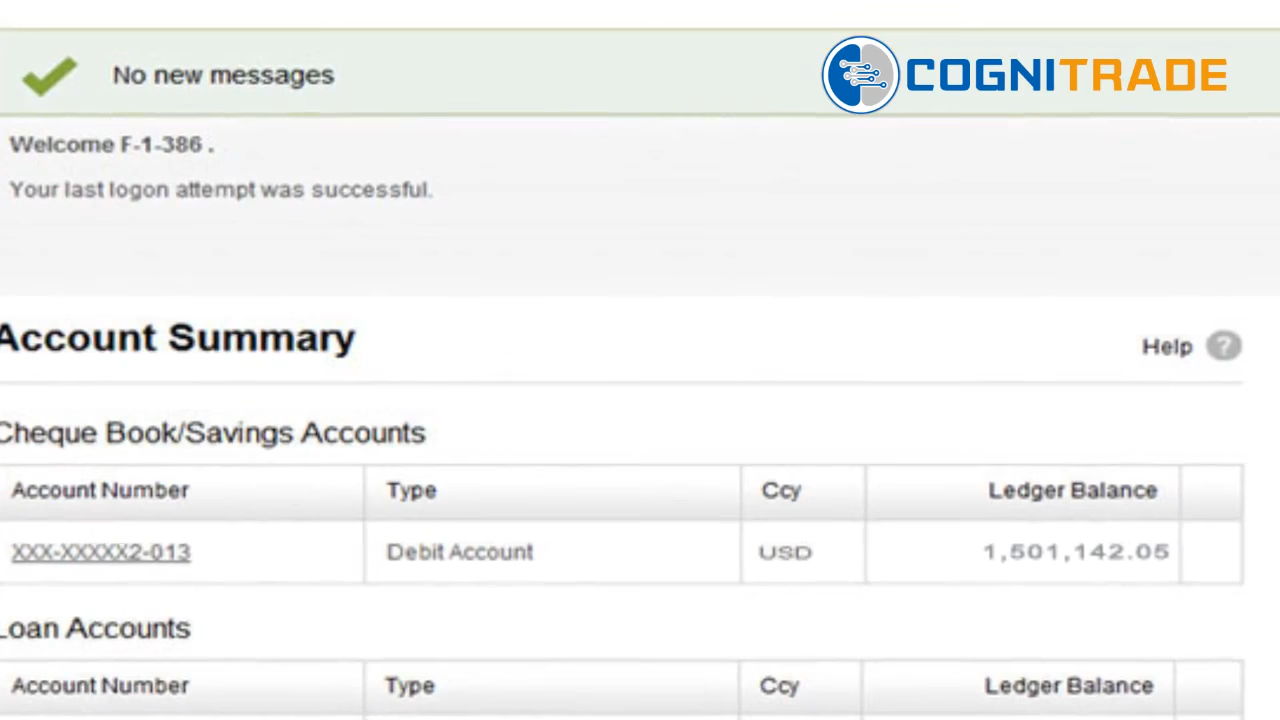 No new messages
COGNITRADE
Welcome F-1-386 .
Your last logon attempt was successful.
Account Summary
Help ?
Cheque Book/Savings Accounts
Account Number Type Ccy Ledger Balance
XXX-XXXXX2-013 Debit Account USD 1,501,142.05
Loan Accounts
Account Number Type Ccy Ledger Balance